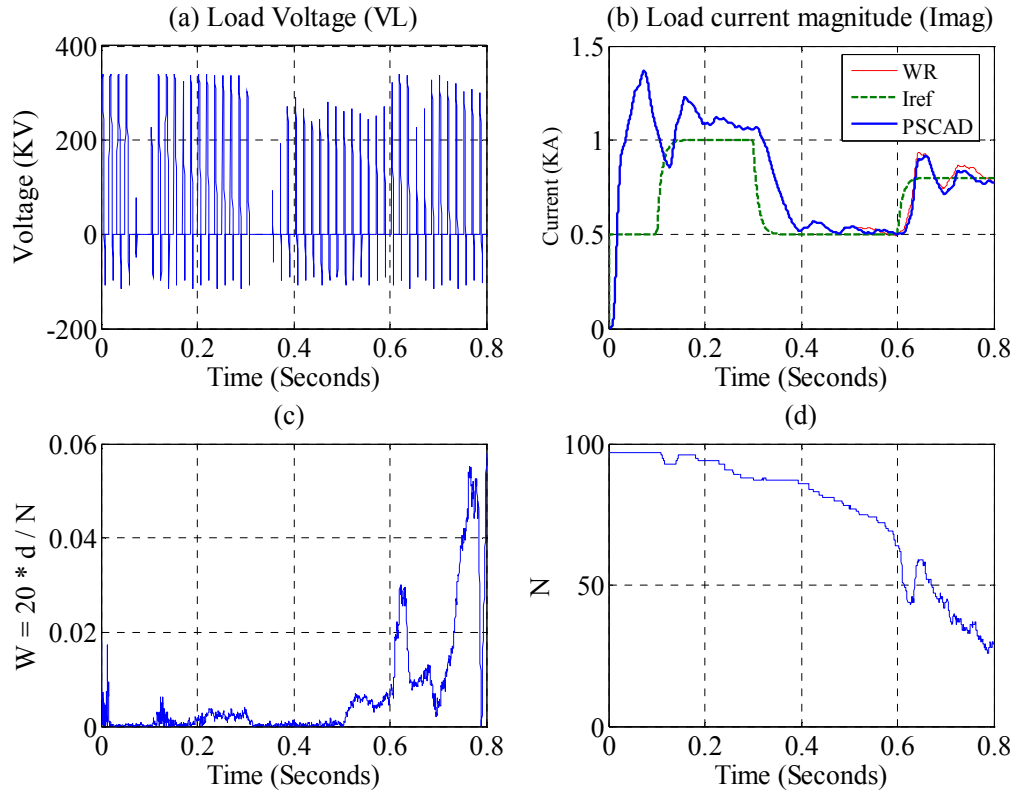 (a) Load Voltage (VL)
400
200
0
-200
Voltage (KV)
0 0.2 0.4 0.6 0.8
Time (Seconds)
(b) Load current magnitude (Imag)
1.5
1
0.5
0
Current (KA)
WR
Iref
PSCAD
0 0.2 0.4 0.6 0.8
Time (Seconds)
(c)
0.06
0.04
0.02
0
W = 20 * d / N
0 0.2 0.4 0.6 0.8
Time (Seconds)
(d)
100
50
0
N
0 0.2 0.4 0.6 0.8
Time (Seconds)